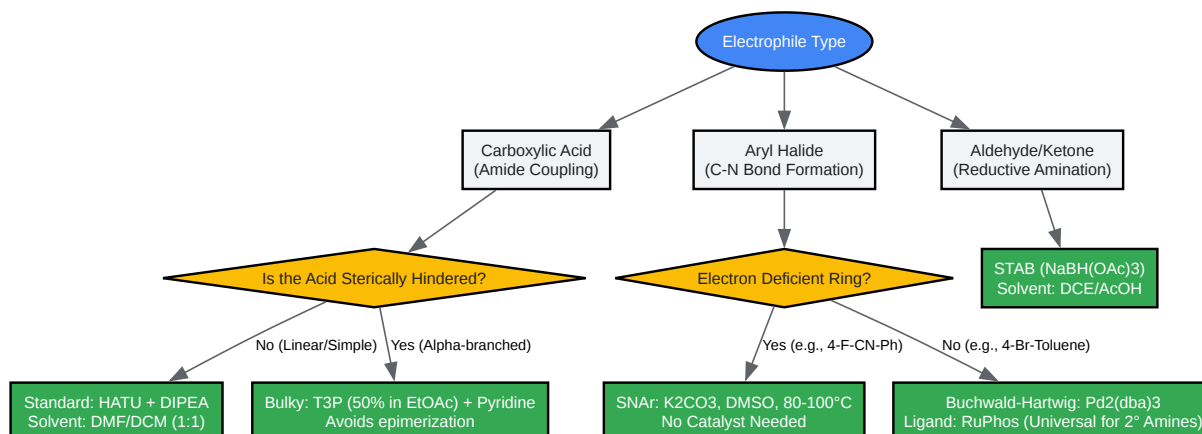 Electrophile Type
Carboxylic Acid
(Amide Coupling)
Aryl Halide
(C-N Bond Formation)
Aldehyde/Ketone
(Reductive Amination)
Is the Acid Sterically Hindered?
Electron Deficient Ring?
STAB (NaBH(OAc)3)
Solvent: DCE/AcOH
No (Linear/Simple)
Yes (Alpha-branched)
Yes (e.g., 4-F-CN-Ph)
No (e.g., 4-Br-Toluene)
Standard: HATU + DIPEA
Solvent: DMF/DCM (1:1)
Bulky: T3P (50% in EtOAc) + Pyridine
Avoids epimerization
SNAr: K2CO3, DMSO, 80-100°C
No Catalyst Needed
Buchwald-Hartwig: Pd2(dba)3
Ligand: RuPhos (Universal for 2° Amines)